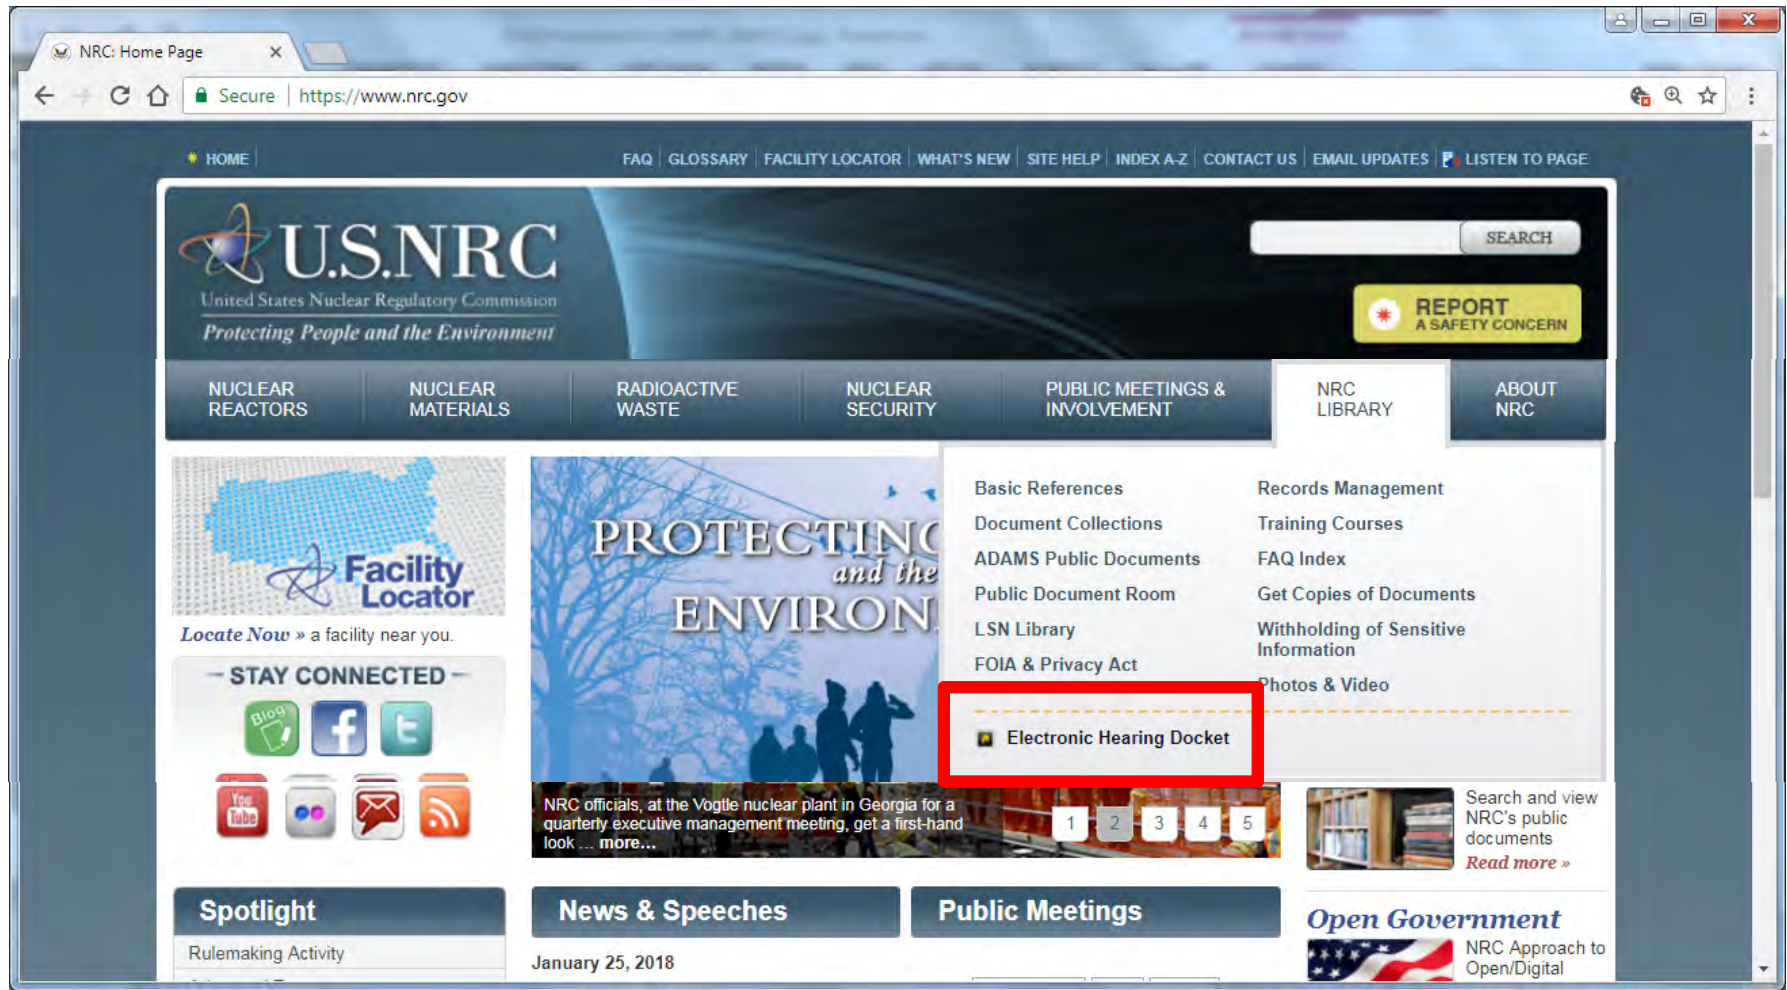 NRC: Home Page
Secure https://www.nrc.gov
HOME
FAQ GLOSSARY FACILITY LOCATOR WHAT'S NEW SITE HELP INDEX A-Z CONTACT US EMAIL UPDATES LISTEN TO PAGE
U.S.NRC
United States Nuclear Regulatory Commission
Protecting People and the Environment
SEARCH
REPORT
A SAFETY CONCERN
NUCLEAR
REACTORS
NUCLEAR
MATERIALS
RADIOACTIVE
WASTE
NUCLEAR
SECURITY
PUBLIC MEETINGS &
INVOLVEMENT
NRC
LIBRARY
ABOUT
NRC
Basic References
Document Collections
ADAMS Public Documents
Public Document Room
LSN Library
FOIA & Privacy Act
Records Management
Training Courses
FAQ Index
Get Copies of Documents
Withholding of Sensitive
Information
Photos & Video
Electronic Hearing Docket
Facility
Locator
Locate Now » a facility near you.
STAY CONNECTED
Blog
You
Tube
PROTECTING
and the
ENVIRON
NRC officials, at the Vogtle nuclear plant in Georgia for a
quarterly executive management meeting, get a first-hand
look ... more...
1 2 3 4 5
Search and view
NRC's public
documents
Read more »
Spotlight
Rulemaking Activity
News & Speeches
January 25, 2018
Public Meetings
Open Government
NRC Approach to
Open/Digital